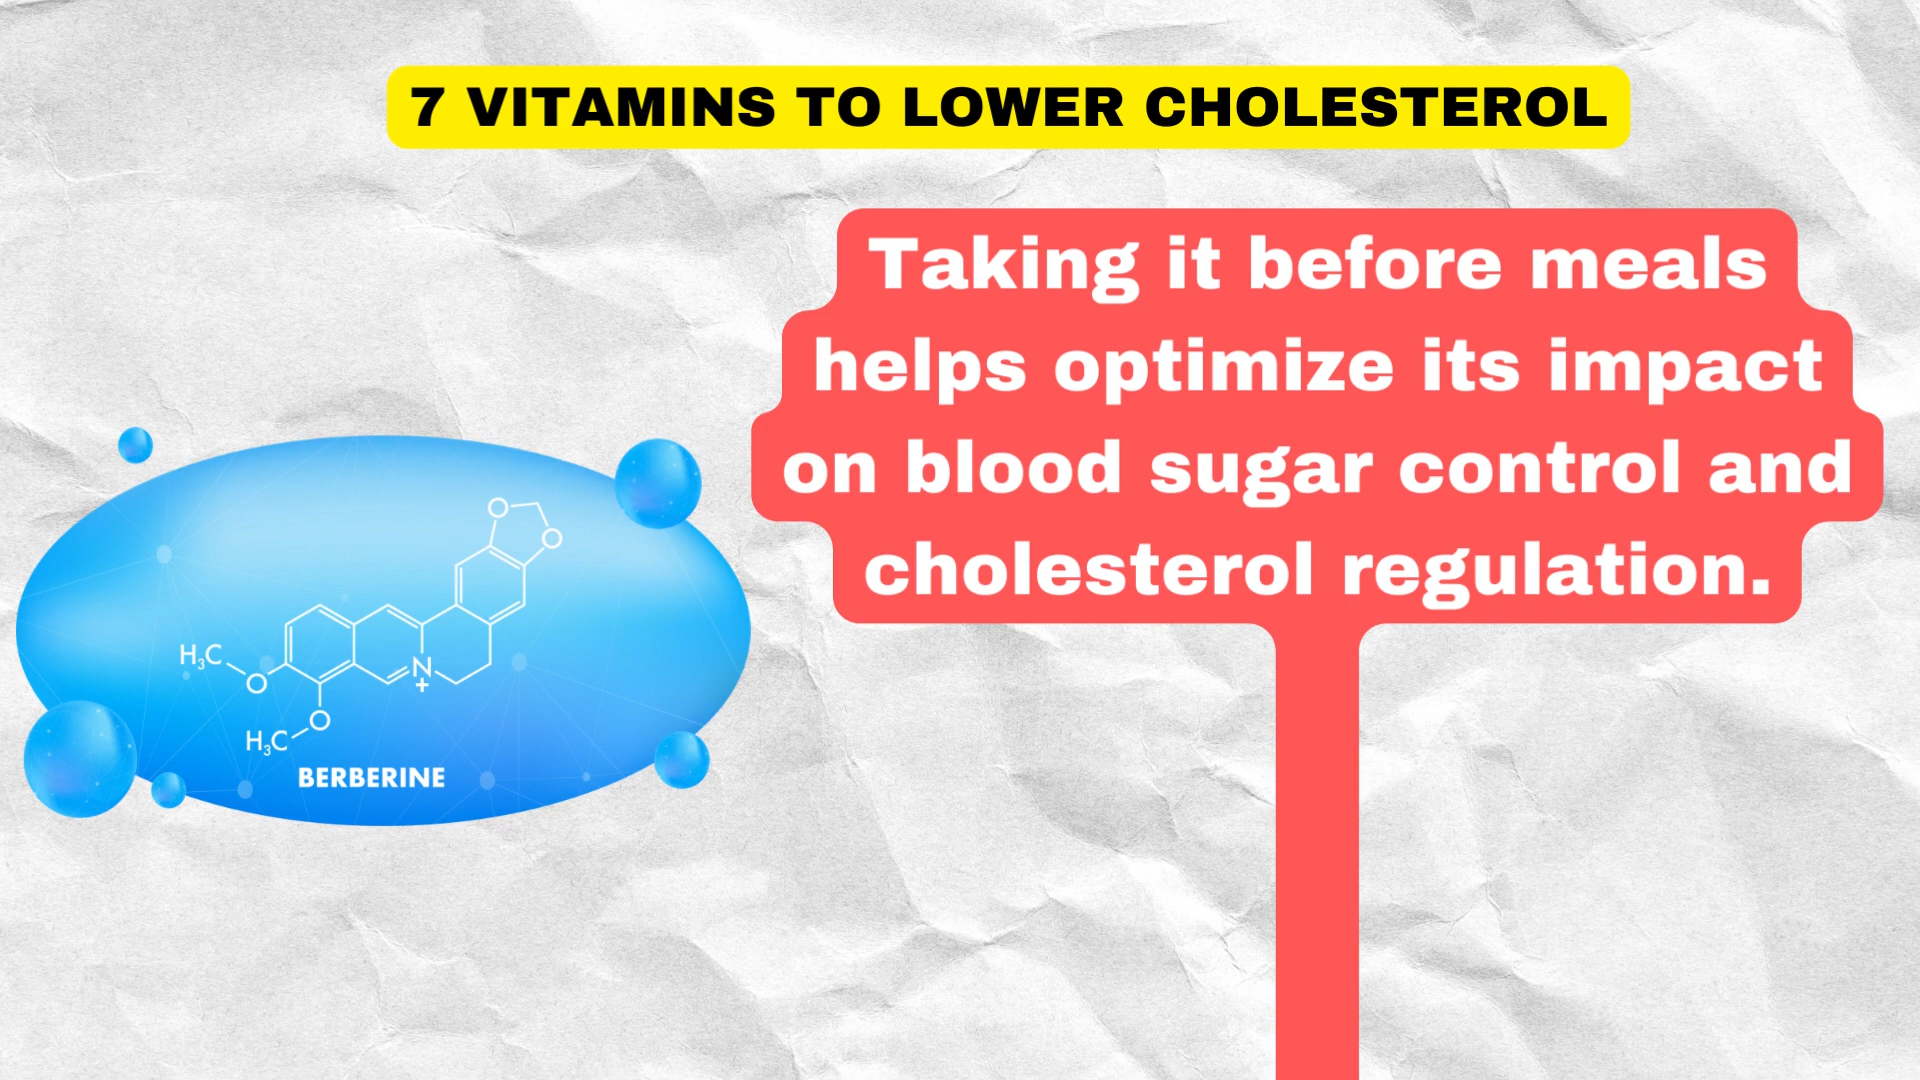 7 VITAMINS TO LOWER CHOLESTEROL
Taking it before meals
helps optimize its impact
on blood sugar control and
cholesterol regulation.
O
O
H₃C
N
+
O
O
H₃C
BERBERINE